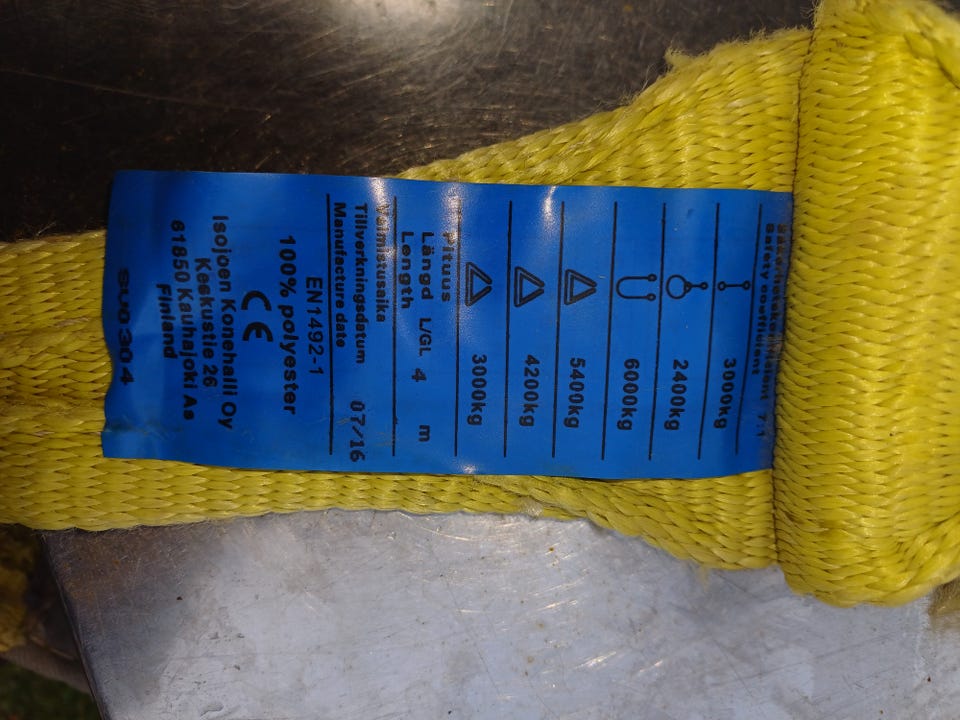 Safety coefficient 7:1
3000kg
2400kg
6000kg
5400kg
4200kg
3000kg
Pituus
Längd L/GL 4 m
Length
Valmistusaika
Tillverkningsdatum 07/16
Manufacture date
EN1492-1
100% polyester
CE
Isojoen Konehalli Oy
Keskustie 26
61850 Kauhajoki As
Finland